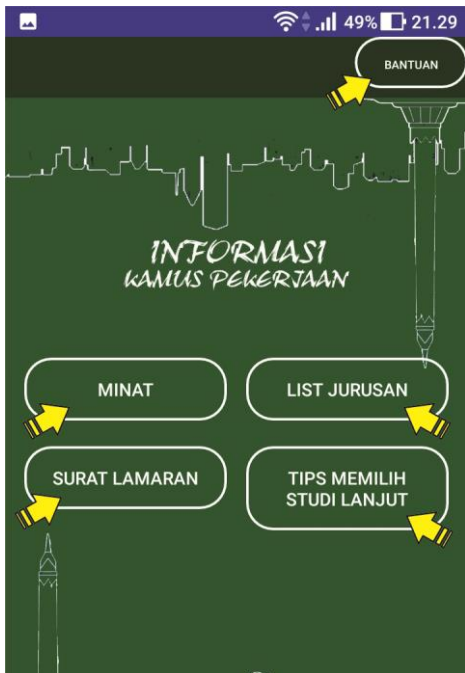 49% 21.29
BANTUAN
INFORMASI
KAMUS PEKERJAAN
MINAT
LIST JURUSAN
SURAT LAMARAN
TIPS MEMILIH
STUDI LANJUT